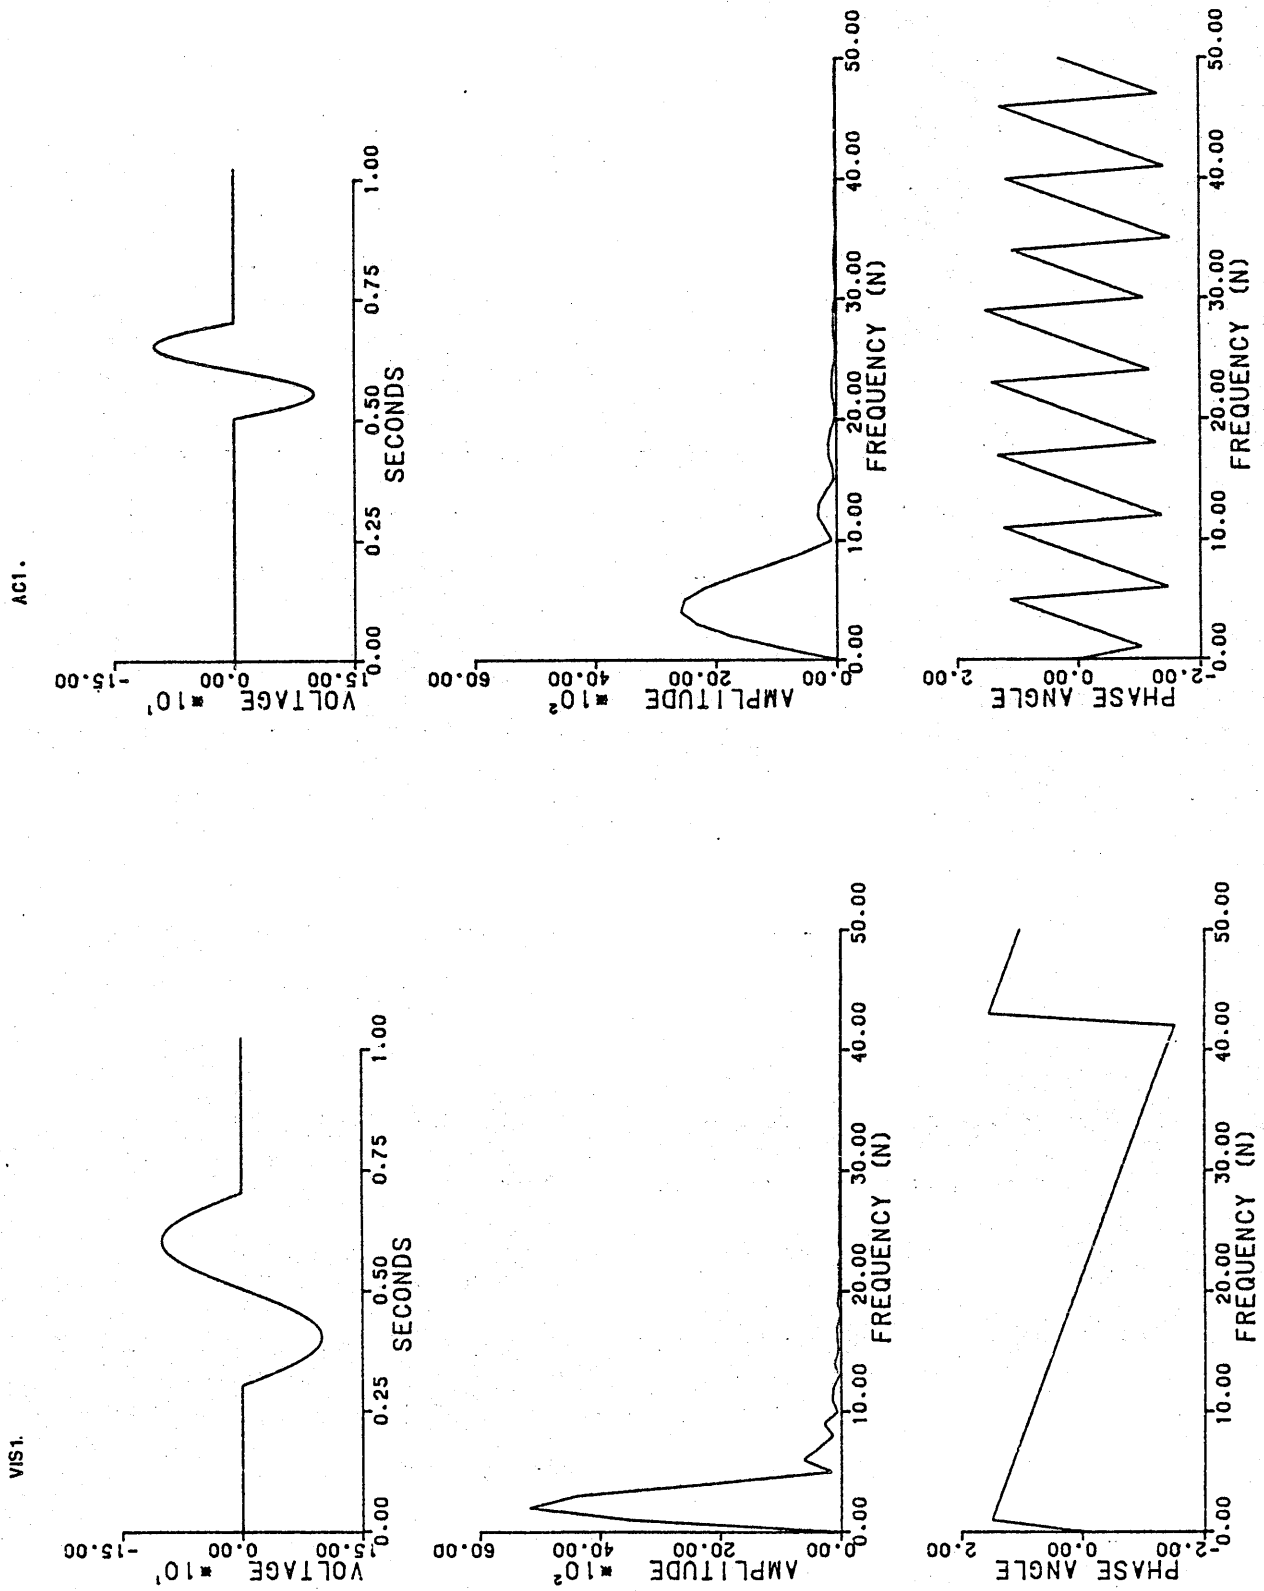 VIS1.
-15.00
0.00
15.00
VOLTAGE *10¹
0.00 0.25 0.50 0.75 1.00
SECONDS
60.00
40.00
20.00
0.00
AMPLITUDE *10²
0.00 10.00 20.00 30.00 40.00 50.00
FREQUENCY (N)
2.00
0.00
-2.00
PHASE ANGLE
0.00 10.00 20.00 30.00 40.00 50.00
FREQUENCY (N)
AC1.
-15.00
0.00
15.00
VOLTAGE *10¹
0.00 0.25 0.50 0.75 1.00
SECONDS
60.00
40.00
20.00
0.00
AMPLITUDE *10²
0.00 10.00 20.00 30.00 40.00 50.00
FREQUENCY (N)
2.00
0.00
-2.00
PHASE ANGLE
0.00 10.00 20.00 30.00 40.00 50.00
FREQUENCY (N)